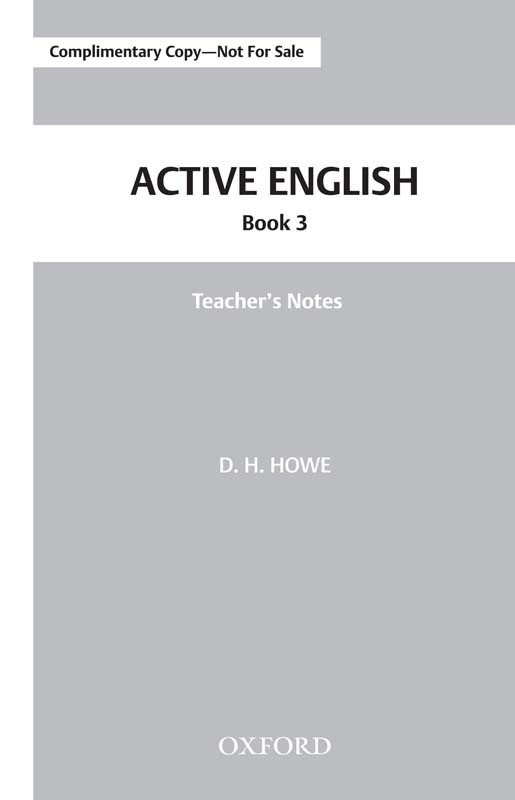 Complimentary Copy—Not For Sale
ACTIVE ENGLISH
Book 3
Teacher’s Notes
D. H. HOWE
OXFORD